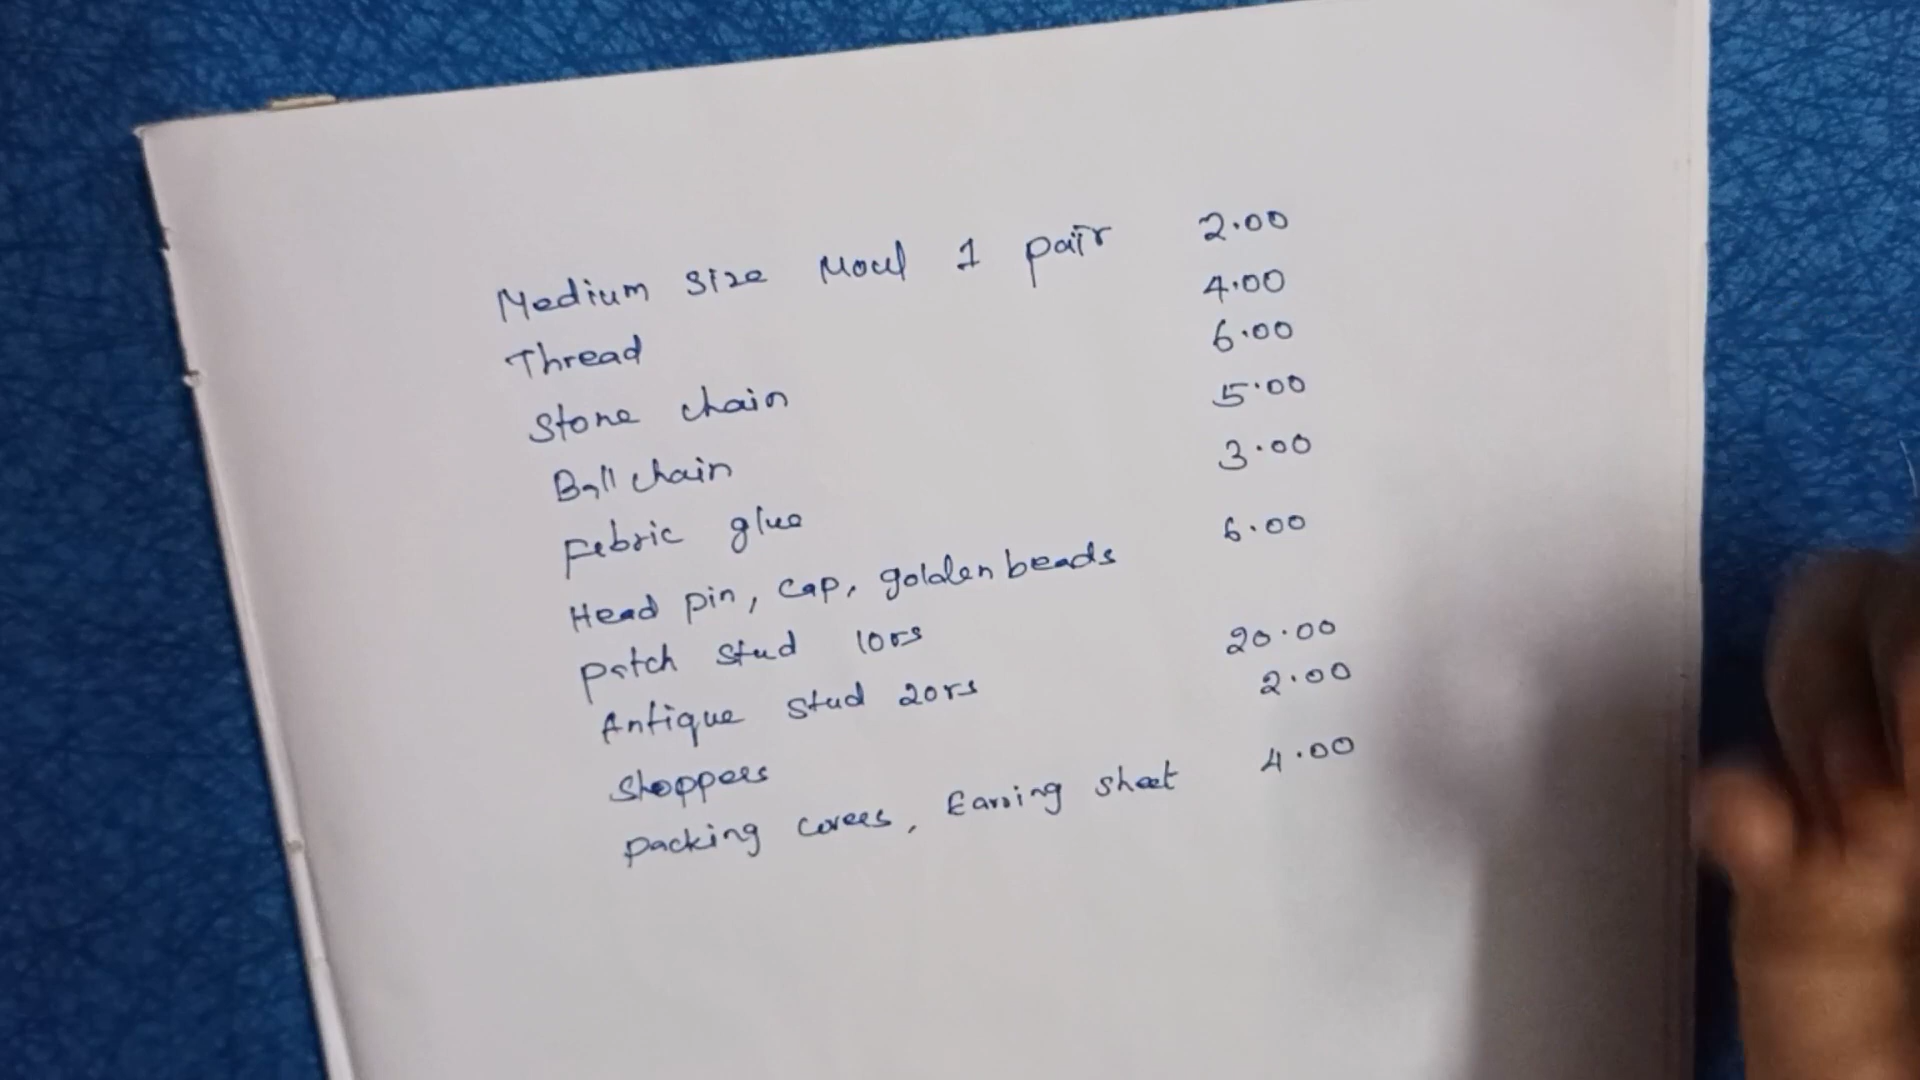 Medium size Moul 1 pair 2.00
Thread 4.00
Stone chain 6.00
Ball chain 5.00
Febric glue 3.00
Head pin, cap, golden beads 6.00
patch stud 10rs
Antique stud 20rs 20.00
Stoppers 2.00
packing covers, Earring sheet 4.00